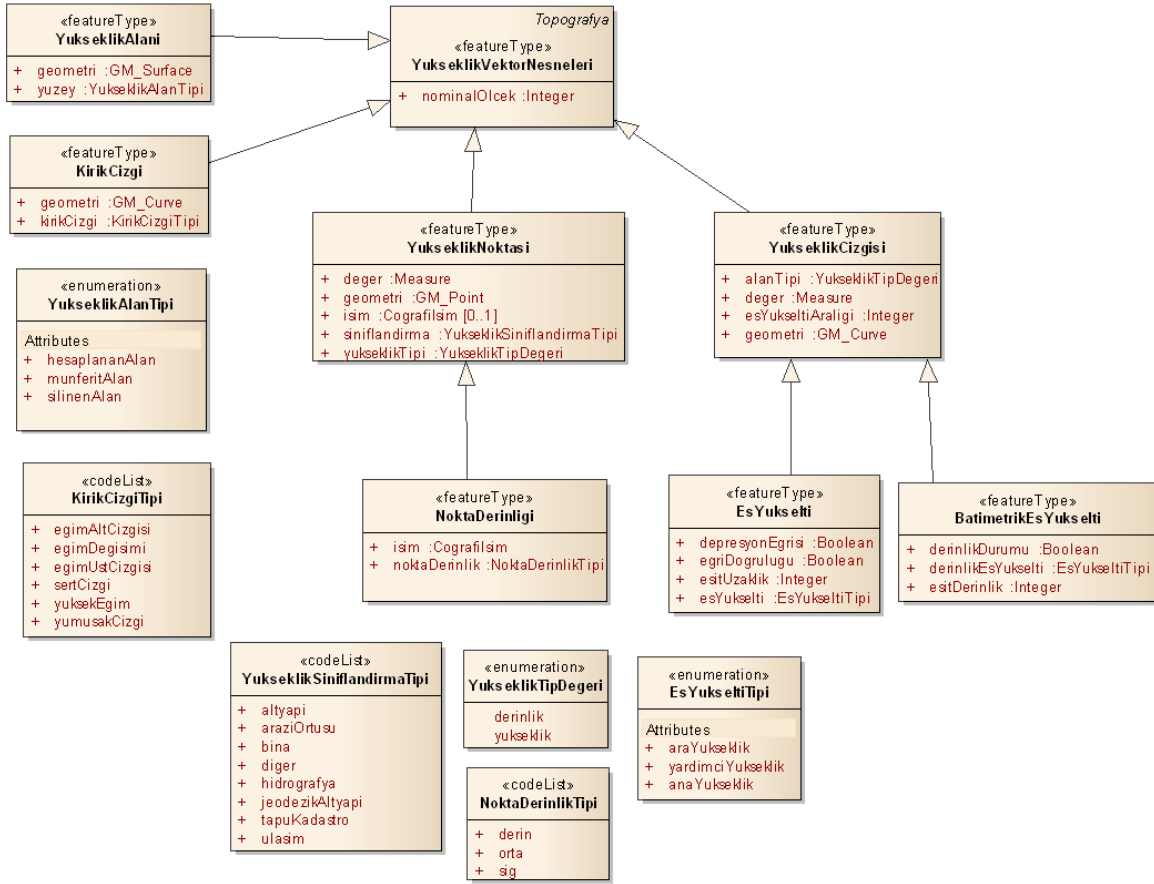 «featureType»
YukseklikAlani
+ geometri :GM_Surface
+ yuzey :YukseklikAlanTipi
Topografya
«featureType»
YukseklikVektorNesneleri
+ nominalOlcek :Integer
«featureType»
KirikCizgi
+ geometri :GM_Curve
+ kirikCizgi :KirikCizgiTipi
«featureType»
YukseklikNoktasi
+ deger :Measure
+ geometri :GM_Point
+ isim :CografiIsim [0..1]
+ siniflandirma :YukseklikSiniflandirmaTipi
+ yukseklikTipi :YukseklikTipDegeri
«featureType»
YukseklikCizgisi
+ alanTipi :YukseklikTipDegeri
+ deger :Measure
+ esYukseltiAraligi :Integer
+ geometri :GM_Curve
«enumeration»
YukseklikAlanTipi
Attributes
+ hesaplananAlan
+ munferitAlan
+ silinenAlan
«codeList»
KirikCizgiTipi
+ egimAltCizgisi
+ egimDegisimi
+ egimUstCizgisi
+ sertCizgi
+ yuksekEgim
+ yumusakCizgi
«featureType»
NoktaDerinligi
+ isim :CografiIsim
+ noktaDerinlik :NoktaDerinlikTipi
«featureType»
EsYukselti
+ depresyonEgrisi :Boolean
+ egriDogrulugu :Boolean
+ esitUzaklik :Integer
+ esYukselti :EsYukseltiTipi
«featureType»
BatimetrikEsYukselti
+ derinlikDurumu :Boolean
+ derinlikEsYukselti :EsYukseltiTipi
+ esitDerinlik :Integer
«codeList»
YukseklikSiniflandirmaTipi
+ altyapi
+ araziOrtusu
+ bina
+ diger
+ hidrografya
+ jeodezikAltyapi
+ tapuKadastro
+ ulasim
«enumeration»
YukseklikTipDegeri
derinlik
yukseklik
«codeList»
NoktaDerinlikTipi
+ derin
+ orta
+ sig
«enumeration»
EsYukseltiTipi
Attributes
+ araYukseklik
+ yardimciYukseklik
+ anaYukseklik